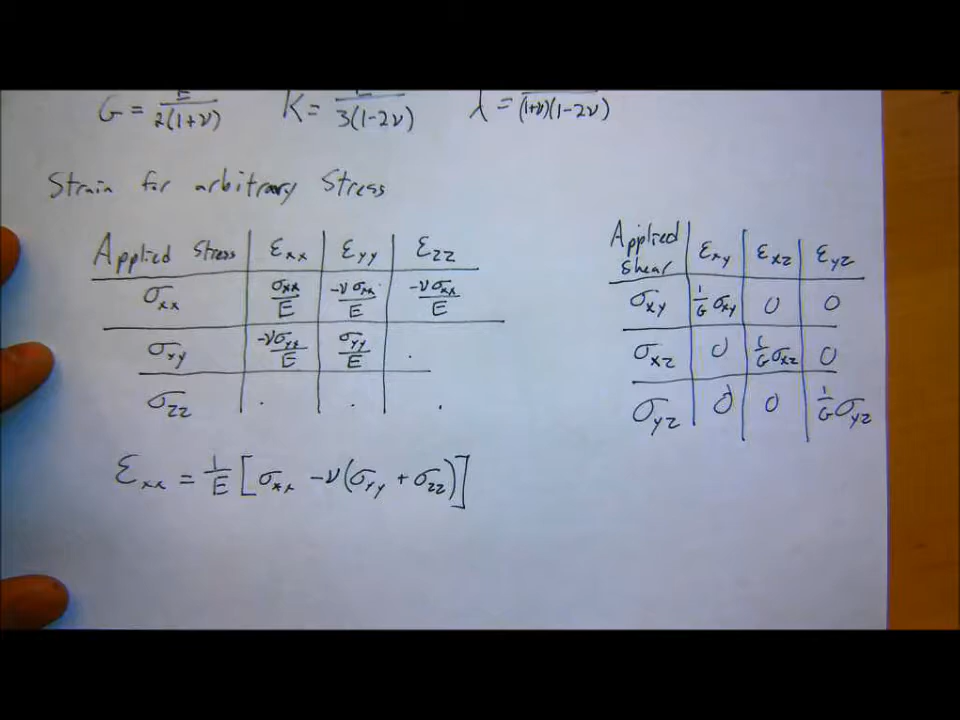 G = E/2(1+ν) K = /3(1-2ν) λ = /(1+ν)(1-2ν)
Strain for arbitrary Stress
Applied Stress εxx εyy εzz
σxx σxx/E -νσxx/E -νσxx/E
σyy -νσyy/E σyy/E .
σzz . . .
εxx = 1/E [σxx -ν(σyy + σzz)]
Applied shear εxy εxz εyz
σxy 1/G σxy 0 0
σxz 0 1/G σxz 0
σyz 0 0 1/G σyz